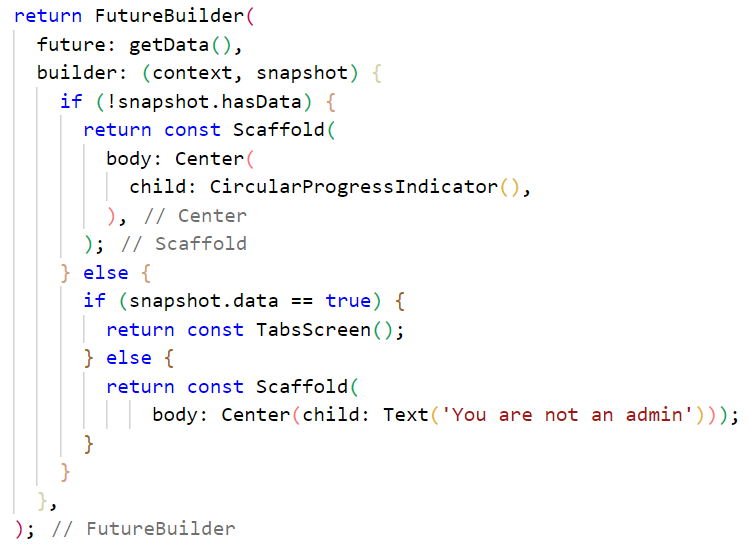 return FutureBuilder(
  future: getData(),
  builder: (context, snapshot) {
    if (!snapshot.hasData) {
      return const Scaffold(
        body: Center(
          child: CircularProgressIndicator(),
        ), // Center
      ); // Scaffold
    } else {
      if (snapshot.data == true) {
        return const TabsScreen();
      } else {
        return const Scaffold(
            body: Center(child: Text('You are not an admin')));
      }
    }
  },
); // FutureBuilder